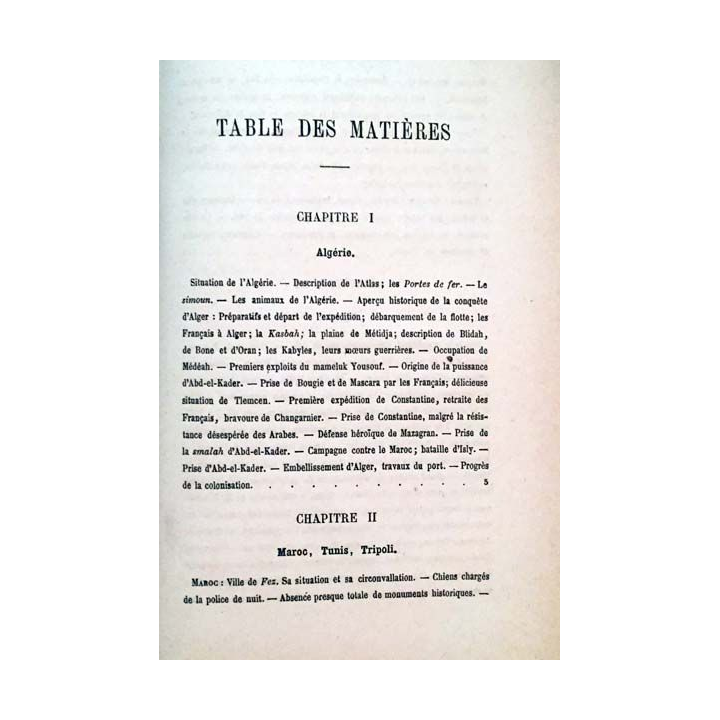 TABLE DES MATIÈRES
CHAPITRE I
Algérie.
Situation de l'Algérie. — Description de l'Atlas; les Portes de fer. — Le
simoun. — Les animaux de l'Algérie. — Aperçu historique de la conquête
d'Alger : Préparatifs et départ de l'expédition; débarquement de la flotte; les
Français à Alger; la Kasbah; la plaine de Métidja; description de Blidah,
de Bone et d'Oran; les Kabyles, leurs mœurs guerrières. — Occupation de
Médéah. — Premiers exploits du mameluk Yousouf. — Origine de la puissance
d'Abd-el-Kader. — Prise de Bougie et de Mascara par les Français; délicieuse
situation de Tlemcen. — Première expédition de Constantine, retraite des
Français, bravoure de Changarnier. — Prise de Constantine, malgré la résis-
tance désespérée des Arabes. — Défense héroïque de Mazagran. — Prise de
la smalah d'Abd-el-Kader. — Campagne contre le Maroc; bataille d'Isly. —
Prise d'Abd-el-Kader. — Embellissement d'Alger, travaux du port. — Progrès
de la colonisation. . . . . . . . . . . . 5
CHAPITRE II
Maroc, Tunis, Tripoli.
MAROC : Ville de Fez. Sa situation et sa circonvallation. — Chiens chargés
de la police de nuit. — Absence presque totale de monuments historiques. —